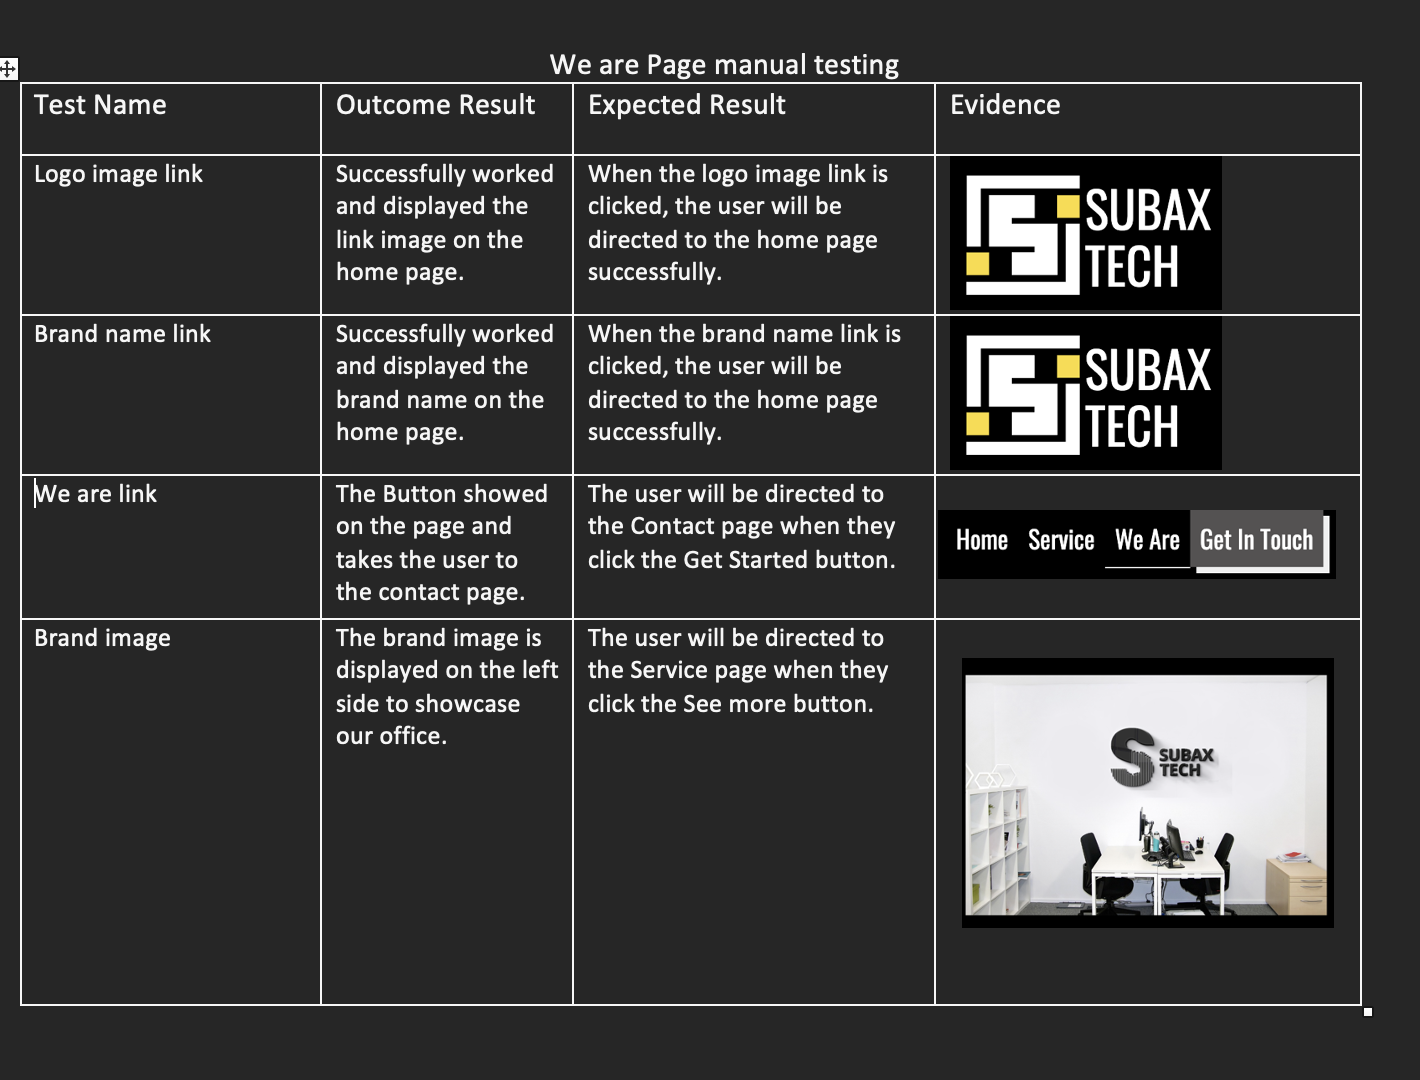 We are Page manual testing
Test Name
Outcome Result
Expected Result
Evidence
Logo image link
Successfully worked
and displayed the
link image on the
home page.
When the logo image link is
clicked, the user will be
directed to the home page
successfully.
SUBAX
TECH
Brand name link
Successfully worked
and displayed the
brand name on the
home page.
When the brand name link is
clicked, the user will be
directed to the home page
successfully.
SUBAX
TECH
We are link
The Button showed
on the page and
takes the user to
the contact page.
The user will be directed to
the Contact page when they
click the Get Started button.
Home Service We Are Get In Touch
Brand image
The brand image is
displayed on the left
side to showcase
our office.
The user will be directed to
the Service page when they
click the See more button.
S SUBAX
TECH